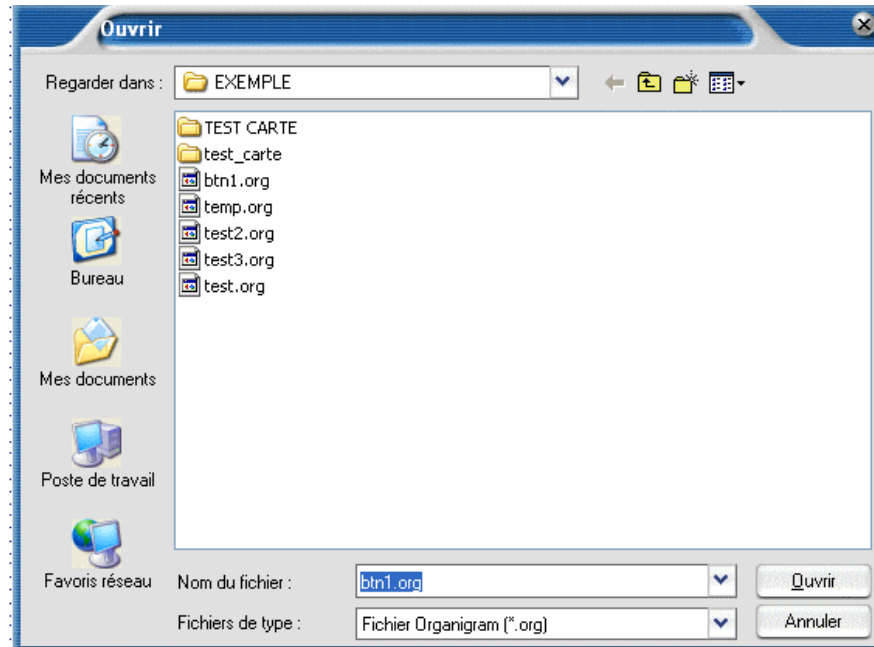 Ouvrir
Regarder dans :
EXEMPLE
TEST CARTE
test_carte
btn1.org
temp.org
test2.org
test3.org
test.org
Mes documents
récents
Bureau
Mes documents
Poste de travail
Favoris réseau
Nom du fichier :
btn1.org
Ouvrir
Fichiers de type :
Fichier Organigram (*.org)
Annuler